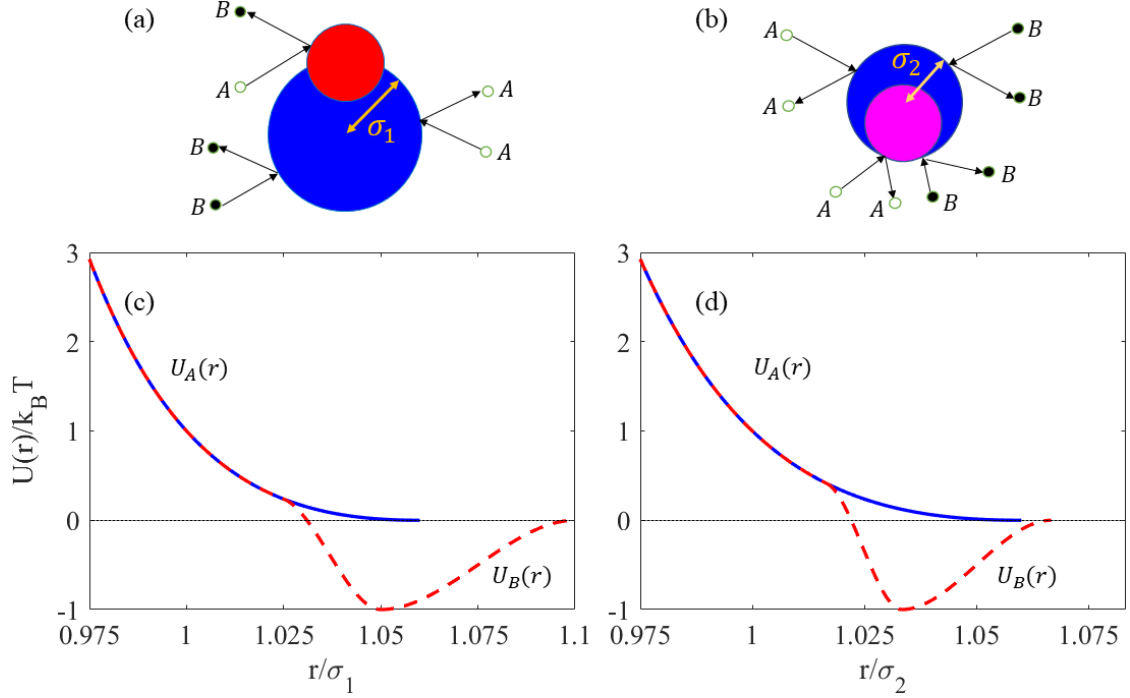 (a)
(b)
B
A
σ₁
A
A
B
B
A
A
σ₂
B
B
A
A
B
B
(c)
(d)
U_A(r)
U_A(r)
U_B(r)
U_B(r)
U(r)/k_BT
3
2
1
0
-1
0.975
1
1.025
1.05
1.075
1.1
r/σ₁
3
2
1
0
-1
0.975
1
1.025
1.05
1.075
r/σ₂